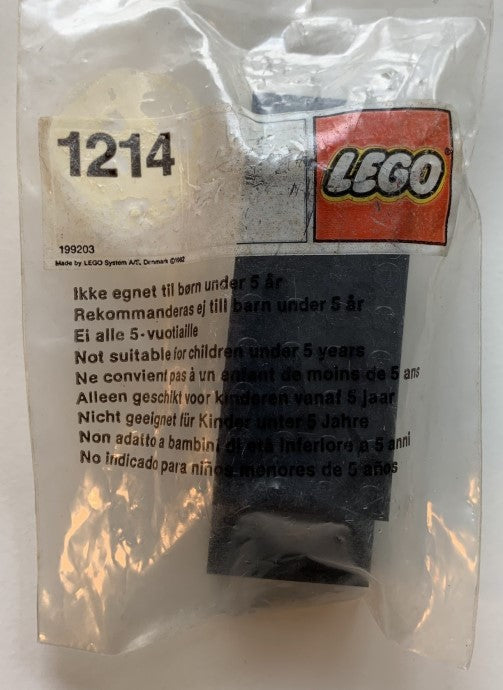 1214
LEGO
199203
Made by LEGO System A/S, Denmark ©1992
Ikke egnet til børn under 5 år
Rekommanderas ej till barn under 5 år
Ei alle 5-vuotiaille
Not suitable for children under 5 years
Ne convient pas à un enfant de moins de 5 ans
Alleen geschikt voor kinderen vanaf 5 jaar
Nicht geeignet für Kinder unter 5 Jahre
Non adatto a bambini di età inferiore a 5 anni
No indicado para niños menores de 5 años